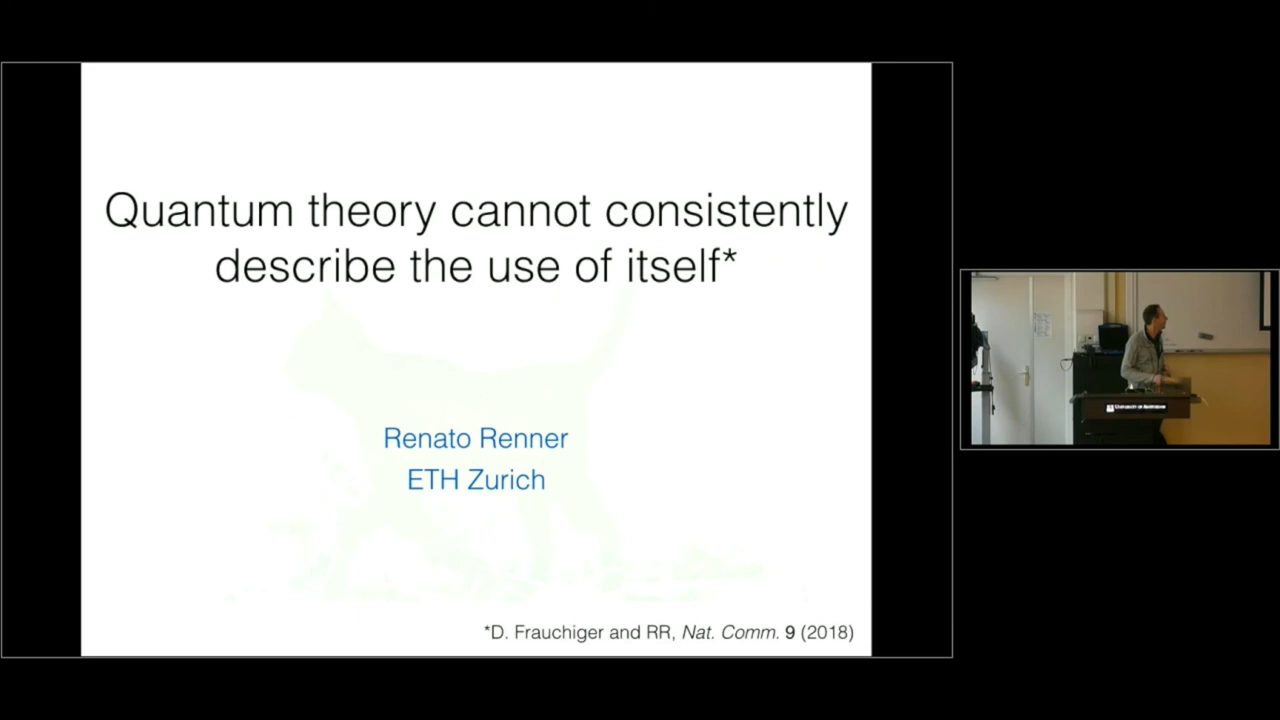 Quantum theory cannot consistently
describe the use of itself*
Renato Renner
ETH Zurich
*D. Frauchiger and RR, Nat. Comm. 9 (2018)